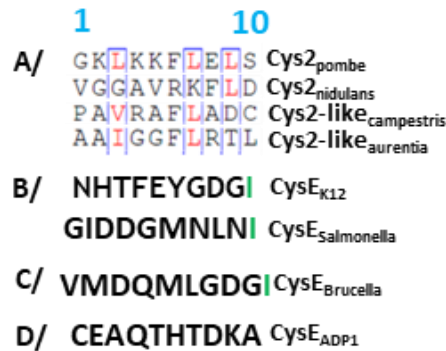 1 10
A/ GKLKKFLELS Cys2pombe
VGGAVRKFLD Cys2nidulans
PAVRAFLADC Cys2-likecampestris
AAIGGFLRTL Cys2-likeaurentia
B/ NHTFEYGDGI CysEK12
GIDDGMNLNI CysESalmonella
C/ VMDQMLGDGI CysEBrucella
D/ CEAQTHTDKA CysEADP1